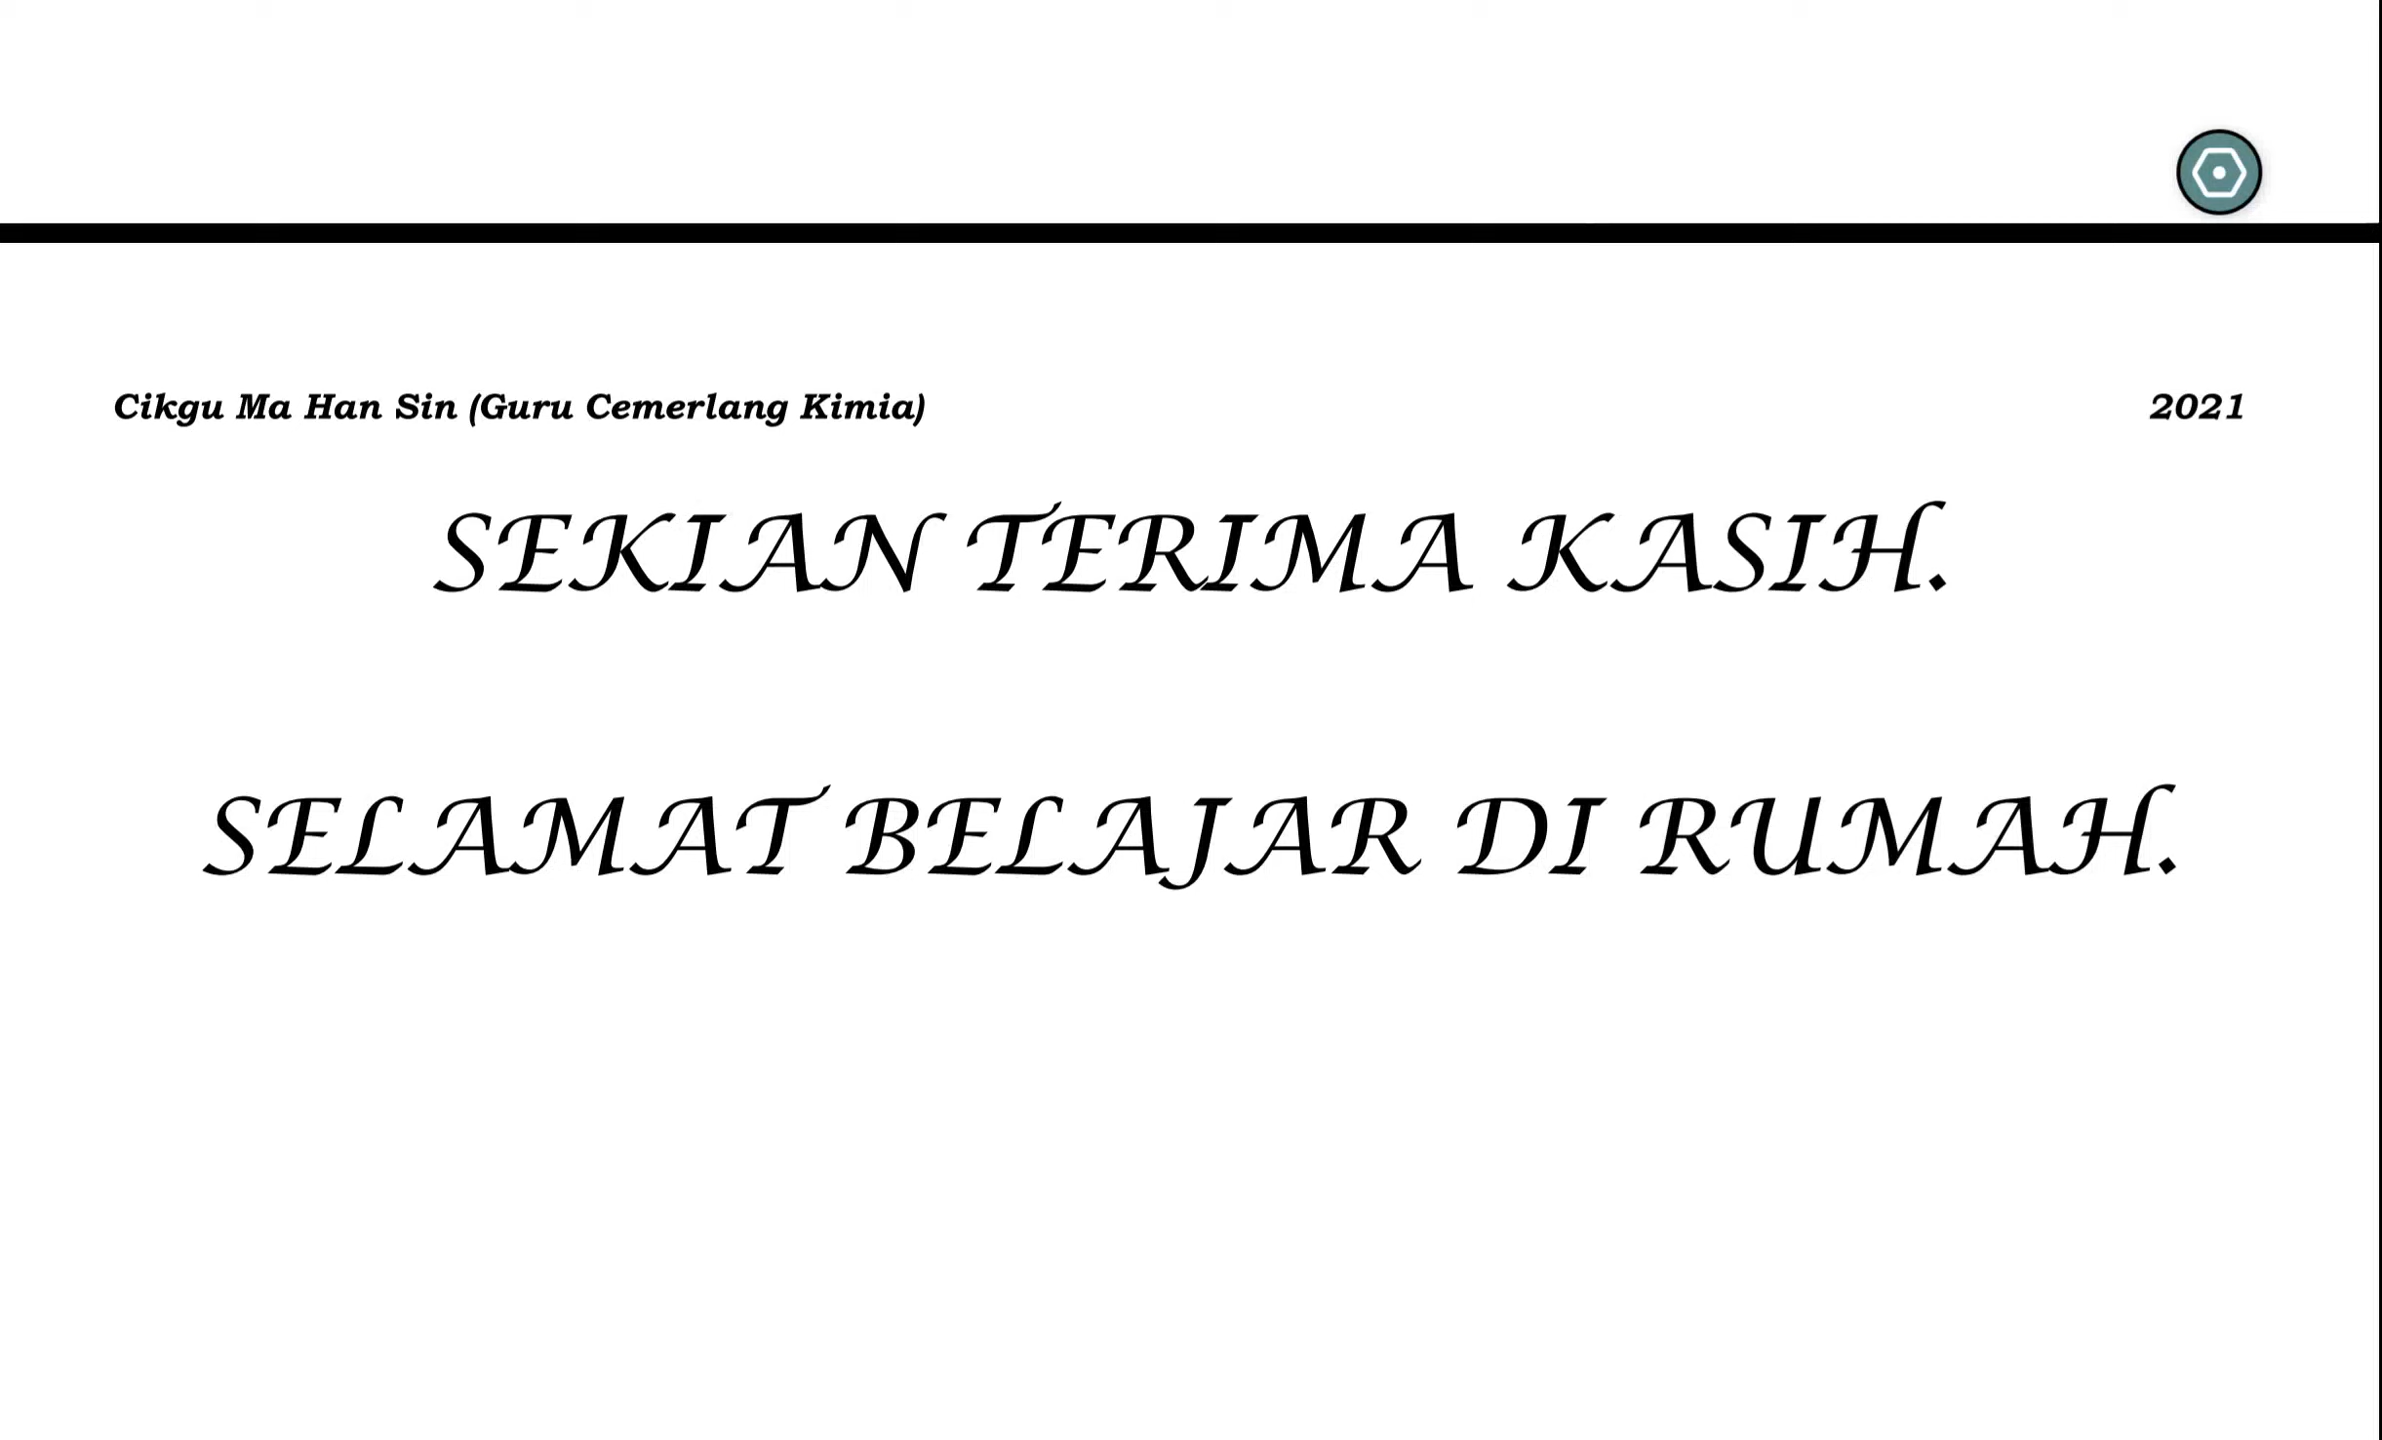 Cikgu Ma Han Sin (Guru Cemerlang Kimia) 2021
SEKIAN TERIMA KASIH.
SELAMAT BELAJAR DI RUMAH.